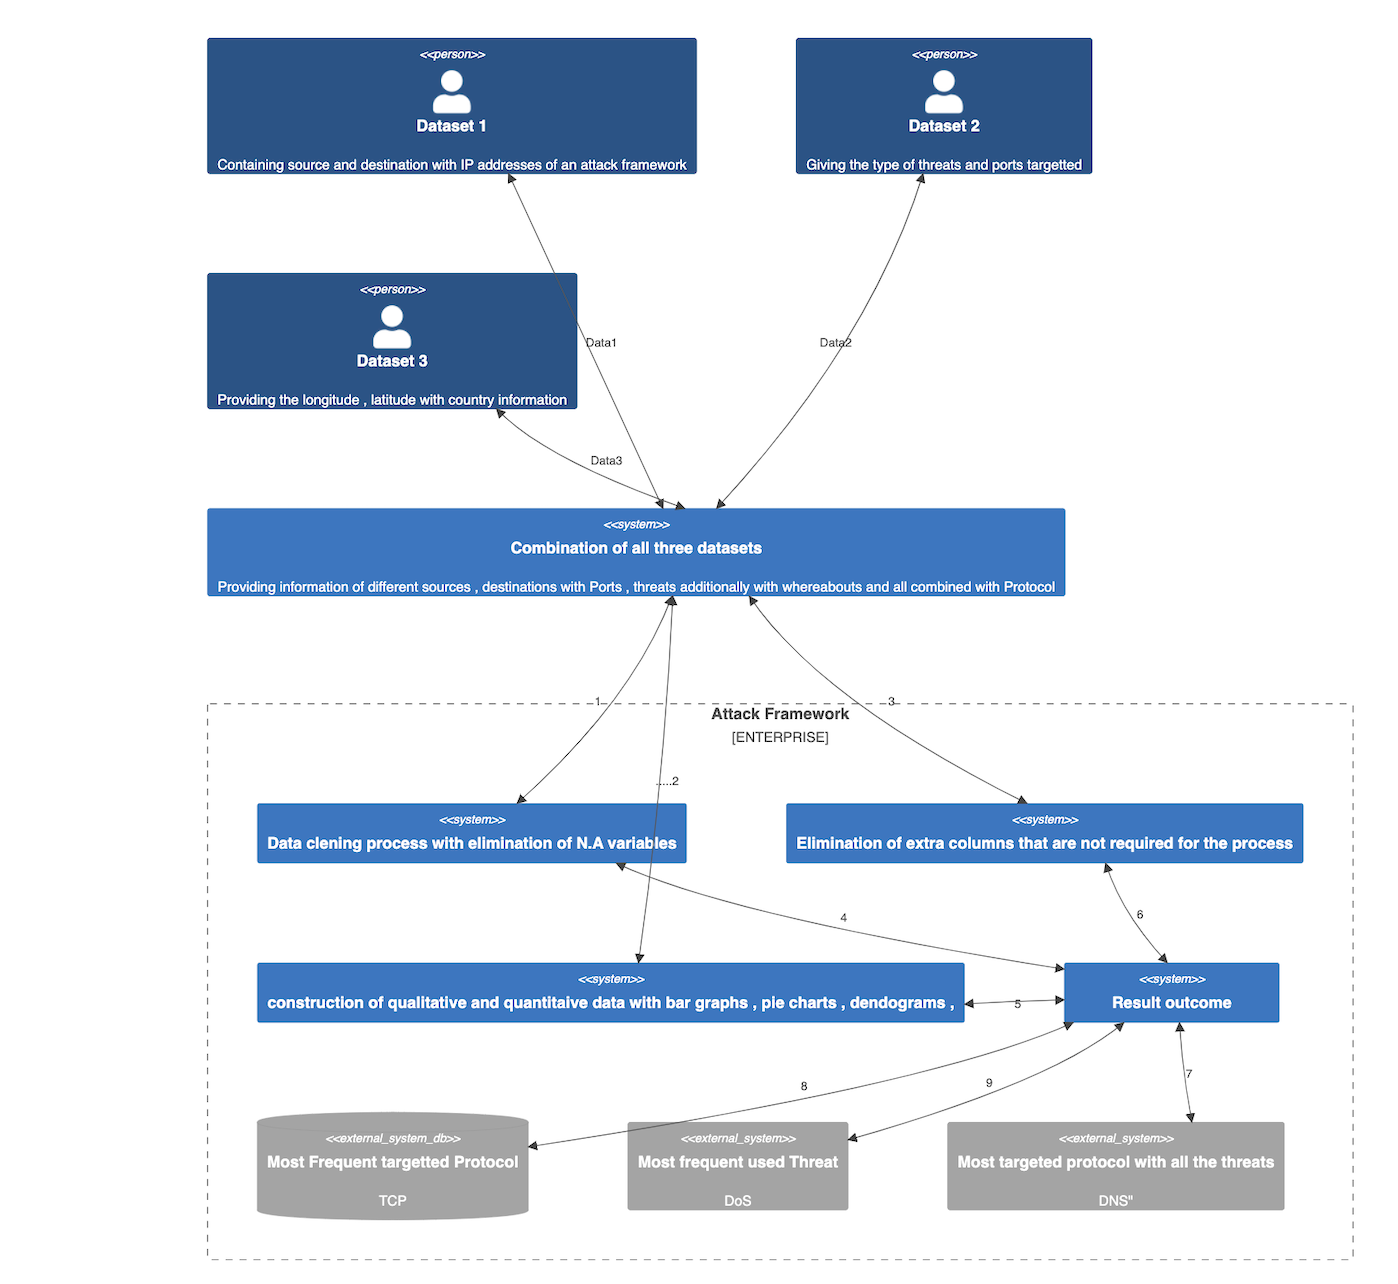 <<person>>
Dataset 1
Containing source and destination with IP addresses of an attack framework
<<person>>
Dataset 2
Giving the type of threats and ports targetted
<<person>>
Dataset 3
Providing the longitude , latitude with country information
Data1
Data2
Data3
<<system>>
Combination of all three datasets
Providing information of different sources , destinations with Ports , threats additionally with whereabouts and all combined with Protocol
1
3
Attack Framework
[ENTERPRISE]
.....2
<<system>>
Data clening process with elimination of N.A variables
<<system>>
Elimination of extra columns that are not required for the process
4
6
<<system>>
construction of qualitative and quantitaive data with bar graphs , pie charts , dendograms ,
5
<<system>>
Result outcome
8
9
7
<<external_system_db>>
Most Frequent targetted Protocol
TCP
<<external_system>>
Most frequent used Threat
DoS
<<external_system>>
Most targeted protocol with all the threats
DNS"